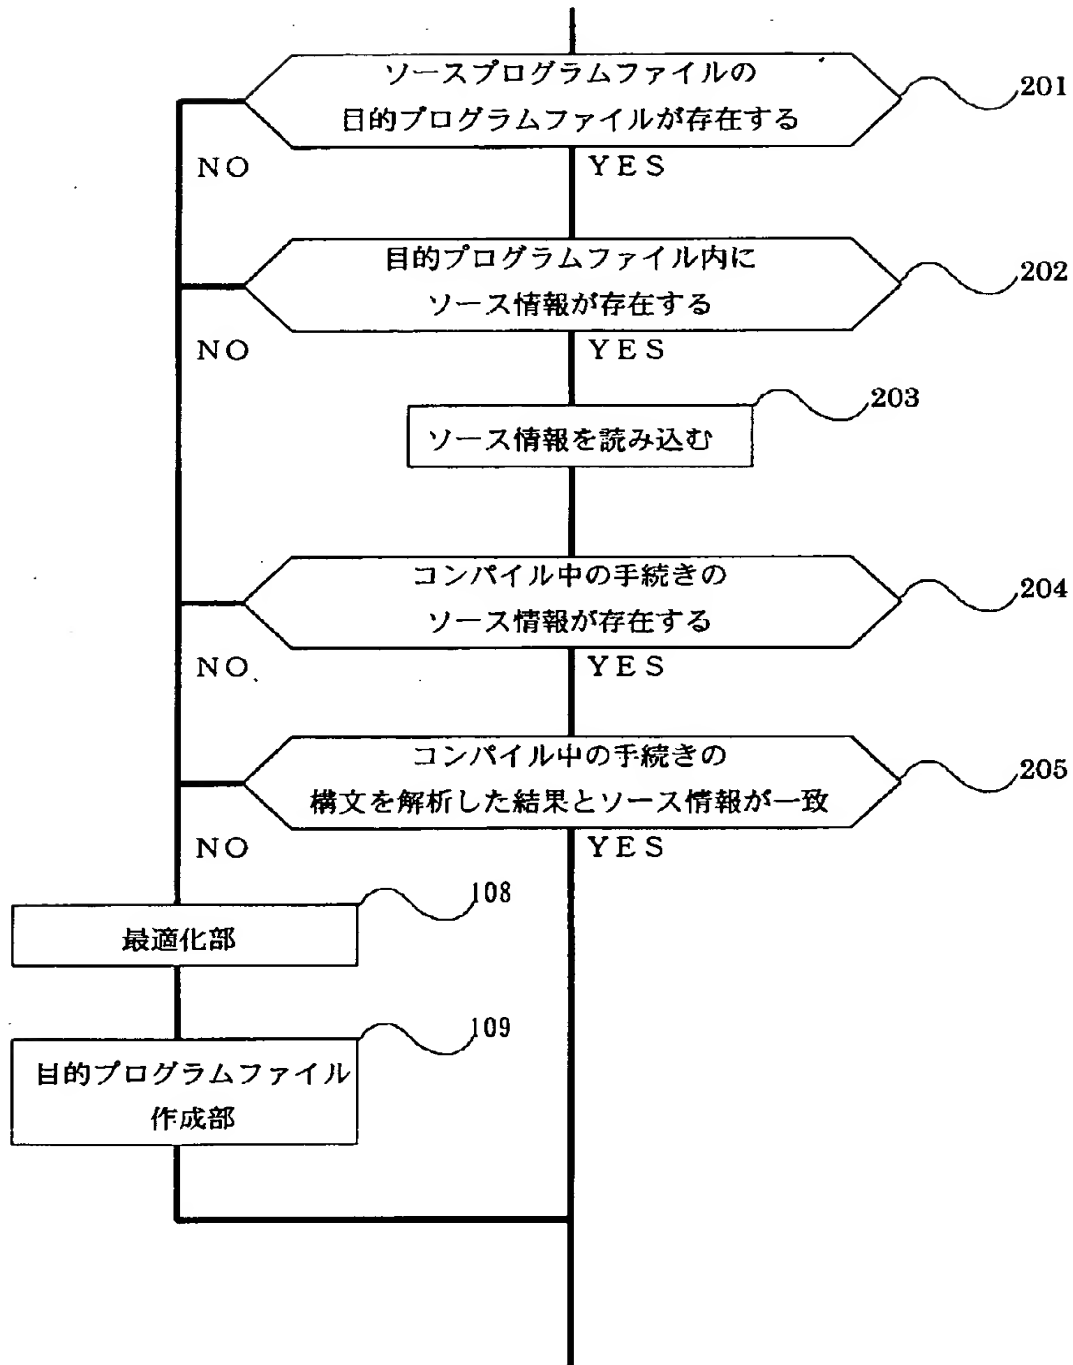 ソースプログラムファイルの
目的プログラムファイルが存在する
201
NO
YES
目的プログラムファイル内に
ソース情報が存在する
202
NO
YES
203
ソース情報を読み込む
コンパイル中の手続きの
ソース情報が存在する
204
NO
YES
コンパイル中の手続きの
構文を解析した結果とソース情報が一致
205
NO
YES
108
最適化部
109
目的プログラムファイル
作成部